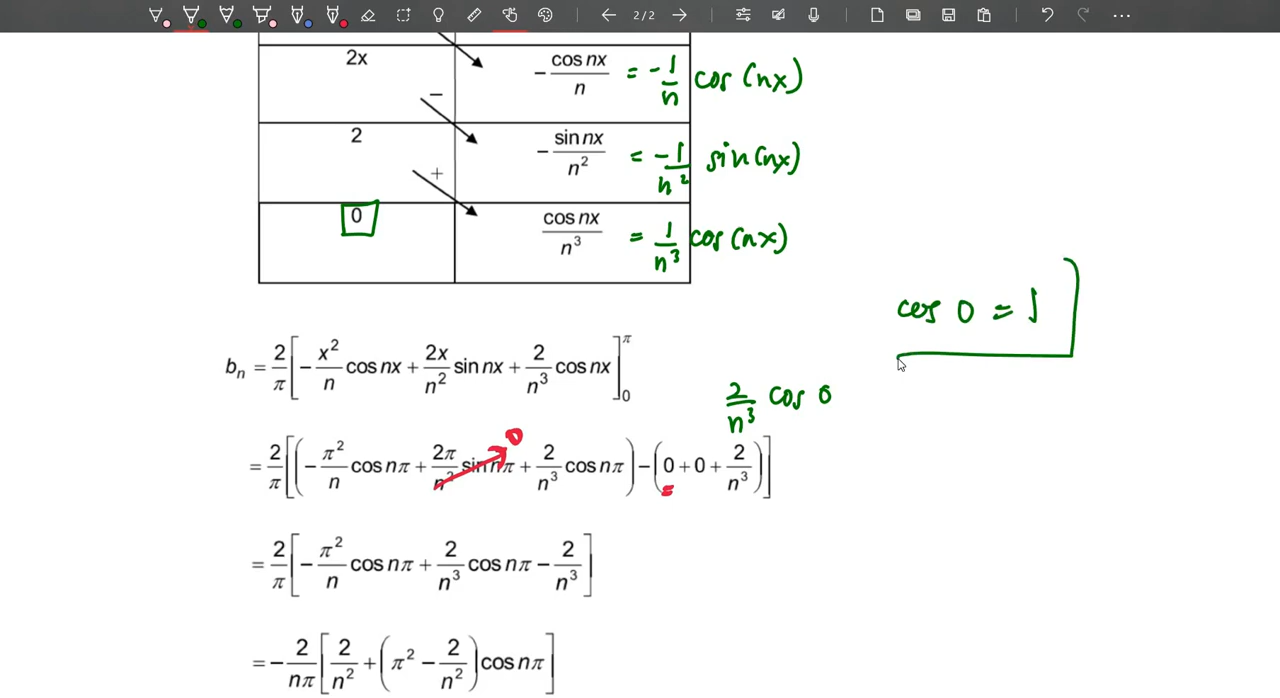 2/2
2x − −cos nx/n = −1/n cos(nx)
2 + −sin nx/n² = −1/n² sin(nx)
0 cos nx/n³ = 1/n³ cos(nx)
cos 0 = 1
bₙ = 2/π [ −x²/n cos nx + 2x/n² sin nx + 2/n³ cos nx ]₀^π
2/n³ cos 0
= 2/π [ ( −π²/n cos nπ + 2π/n² sin nπ + 2/n³ cos nπ ) − ( 0 + 0 + 2/n³ ) ]
0
= 2/π [ −π²/n cos nπ + 2/n³ cos nπ − 2/n³ ]
= −2/nπ [ 2/n² + ( π² − 2/n² ) cos nπ ]